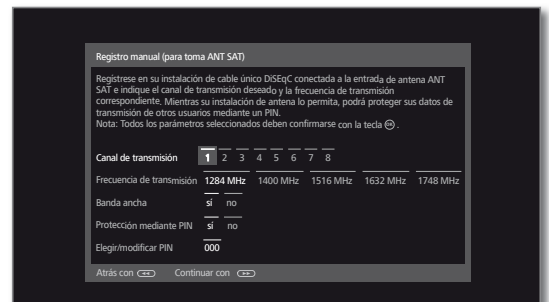 Registro manual (para toma ANT SAT)
Regístrese en su instalación de cable único DiSEqC conectada a la entrada de antena ANT
SAT e indique el canal de transmisión deseado y la frecuencia de transmisión
correspondiente. Mientras su instalación de antena lo permita, podrá proteger sus datos de
transmisión de otros usuarios mediante un PIN.
Nota: Todos los parámetros seleccionados deben confirmarse con la tecla OK .
Canal de transmisión 1 2 3 4 5 6 7 8
Frecuencia de transmisión 1284 MHz 1400 MHz 1516 MHz 1632 MHz 1748 MHz
Banda ancha sí no
Protección mediante PIN sí no
Elegir/modificar PIN 000
Atrás con Continuar con